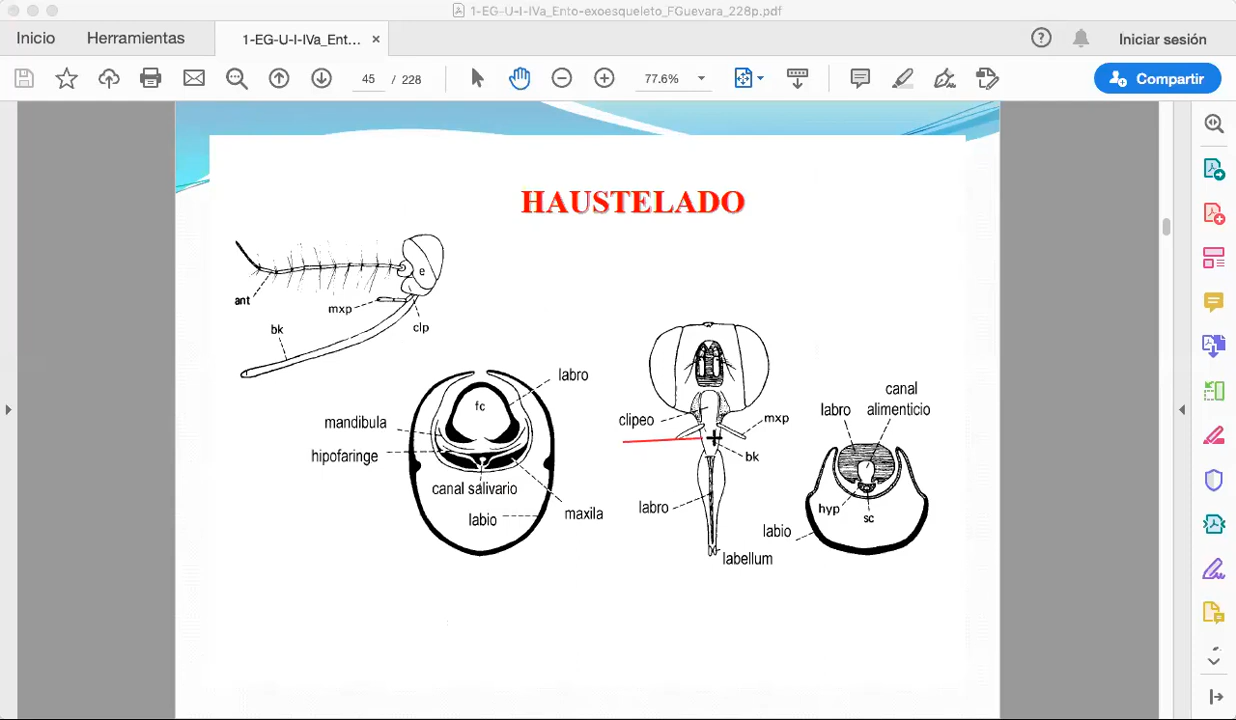 1-EG-U-I-IVa_Ento-exoesqueleto_FGuevara_228p.pdf
Inicio
Herramientas
1-EG-U-I-IVa_Ent...
×
Iniciar sesión
45 / 228
77.6%
Compartir
HAUSTELADO
ant
e
mxp
bk
clp
labro
fc
mandibula
hipofaringe
canal salivario
labio
maxila
clipeo
mxp
bk
labro
labellum
canal
alimenticio
labro
hyp
sc
labio